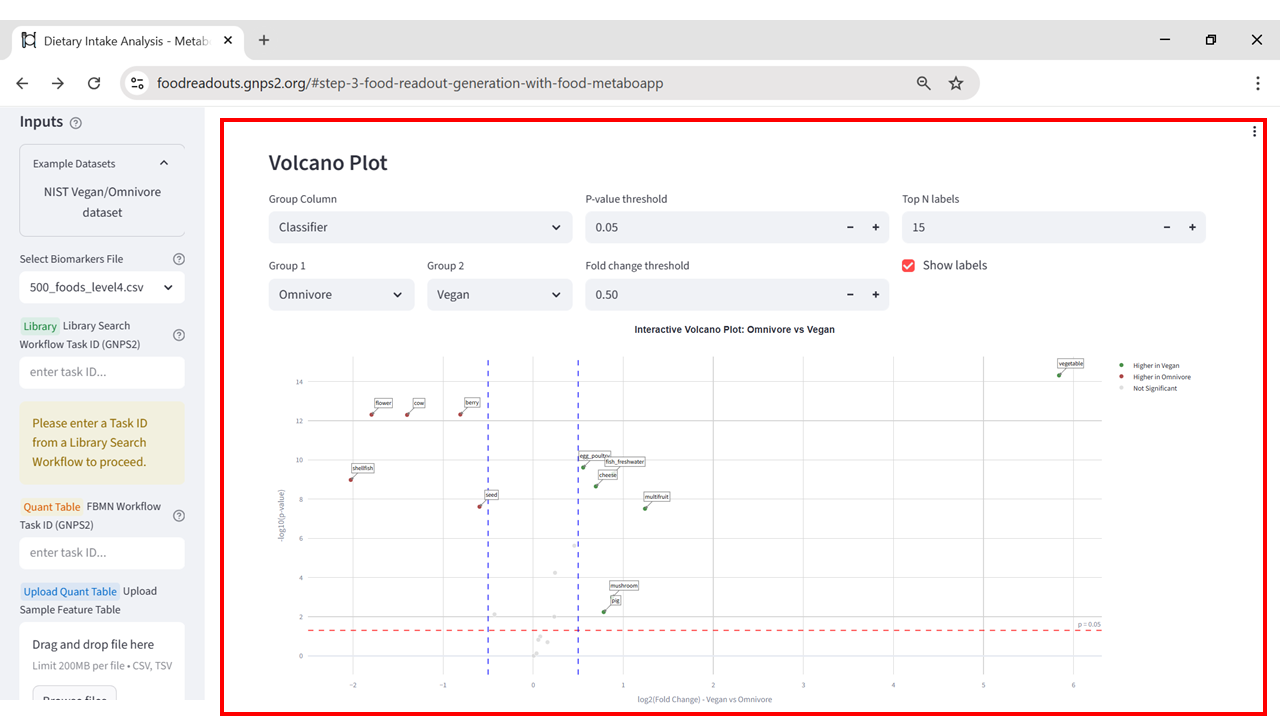 Dietary Intake Analysis - Metab
foodreadouts.gnps2.org/#step-3-food-readout-generation-with-food-metaboapp
Inputs
Example Datasets
NIST Vegan/Omnivore
dataset
Select Biomarkers File
500_foods_level4.csv
Library Library Search
Workflow Task ID (GNPS2)
enter task ID...
Please enter a Task ID
from a Library Search
Workflow to proceed.
Quant Table FBMN Workflow
Task ID (GNPS2)
enter task ID...
Upload Quant Table Upload
Sample Feature Table
Drag and drop file here
Limit 200MB per file • CSV, TSV
Browse files
Volcano Plot
Group Column
P-value threshold
Top N labels
Classifier
0.05
15
Group 1
Group 2
Fold change threshold
Show labels
Omnivore
Vegan
0.50
Interactive Volcano Plot: Omnivore vs Vegan
vegetable
Higher in Vegan
Higher in Omnivore
Not Significant
14
flower
cow
berry
12
egg_poultry
10
fish_freshwater
shellfish
cheese
seed
multifruit
8
-log10(p-value)
6
4
mushroom
pig
2
p = 0.05
0
−2 −1 0 1 2 3 4 5 6
log2(Fold Change) - Vegan vs Omnivore